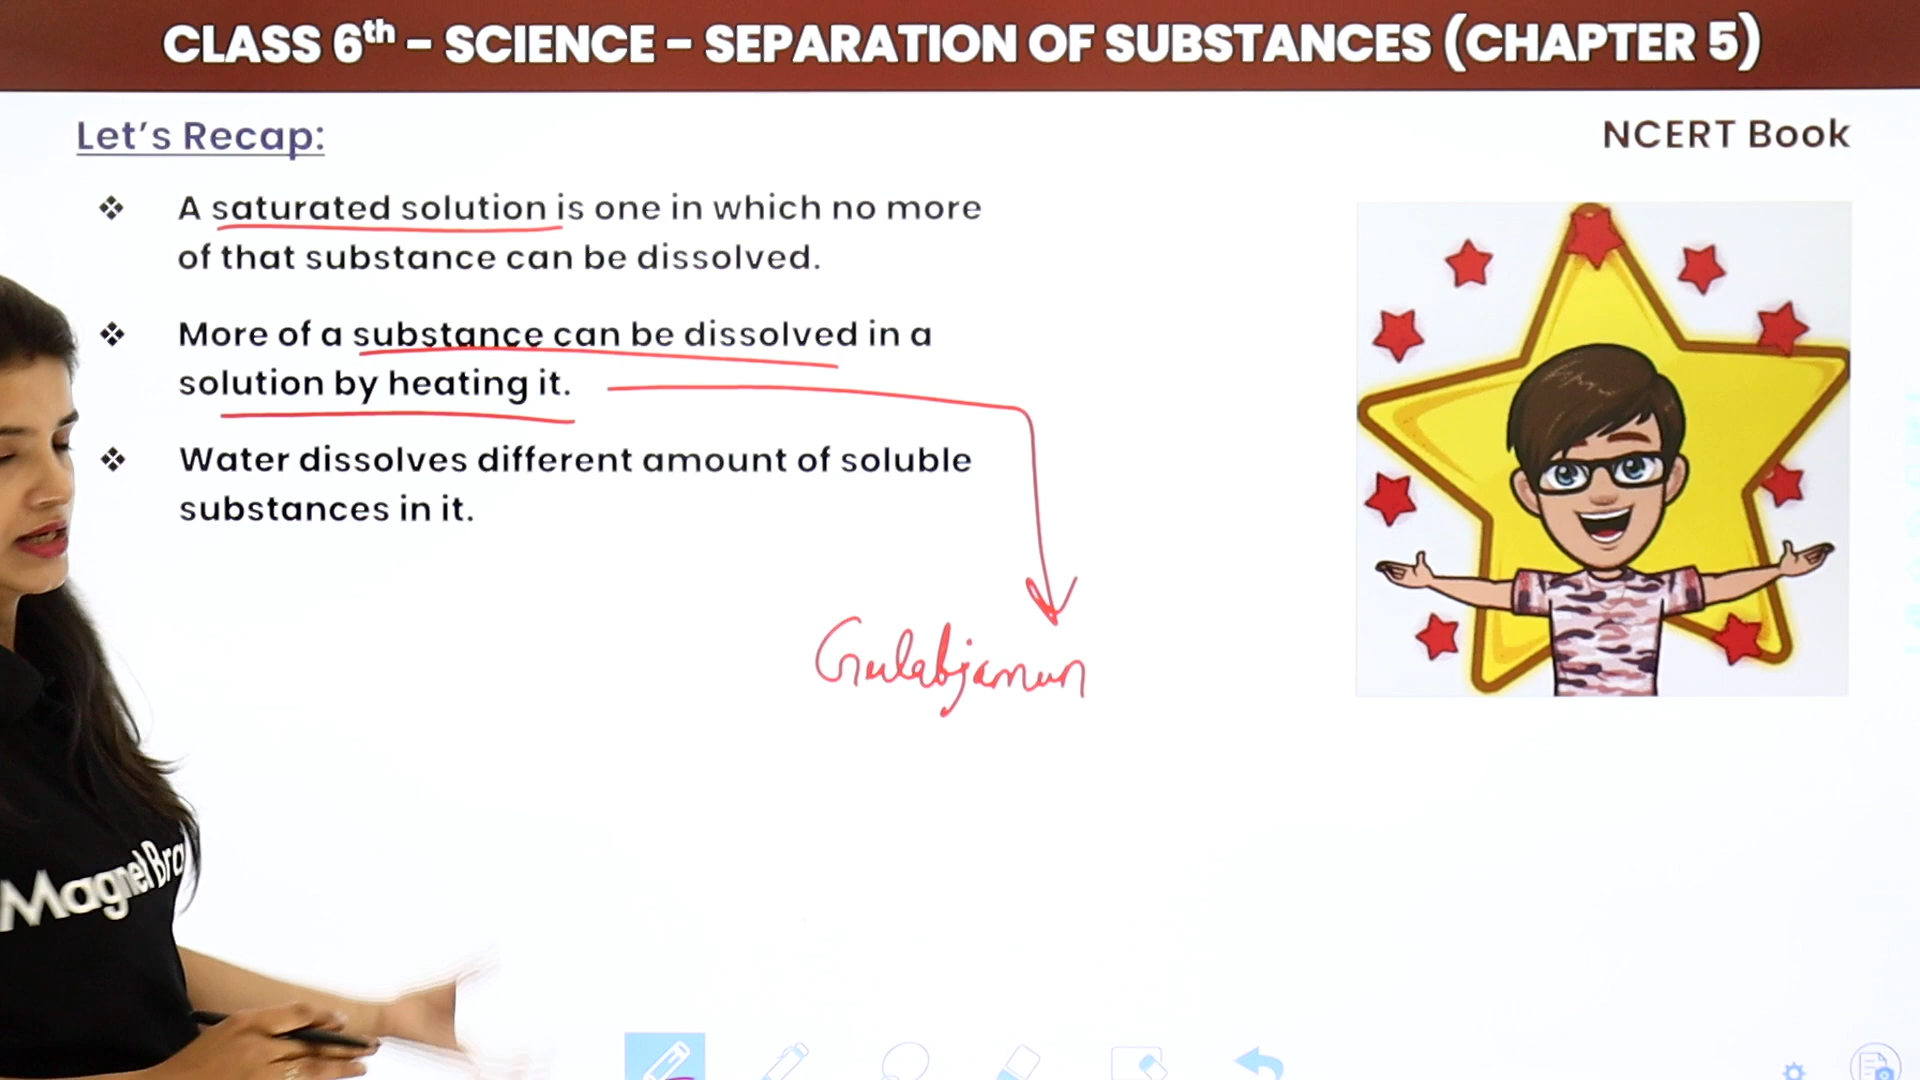 CLASS 6th – SCIENCE – SEPARATION OF SUBSTANCES (CHAPTER 5)
Let's Recap:
NCERT Book
❖ A saturated solution is one in which no more
of that substance can be dissolved.
❖ More of a substance can be dissolved in a
solution by heating it.
❖ Water dissolves different amount of soluble
substances in it.
Gulabjamun
Magnet Bra